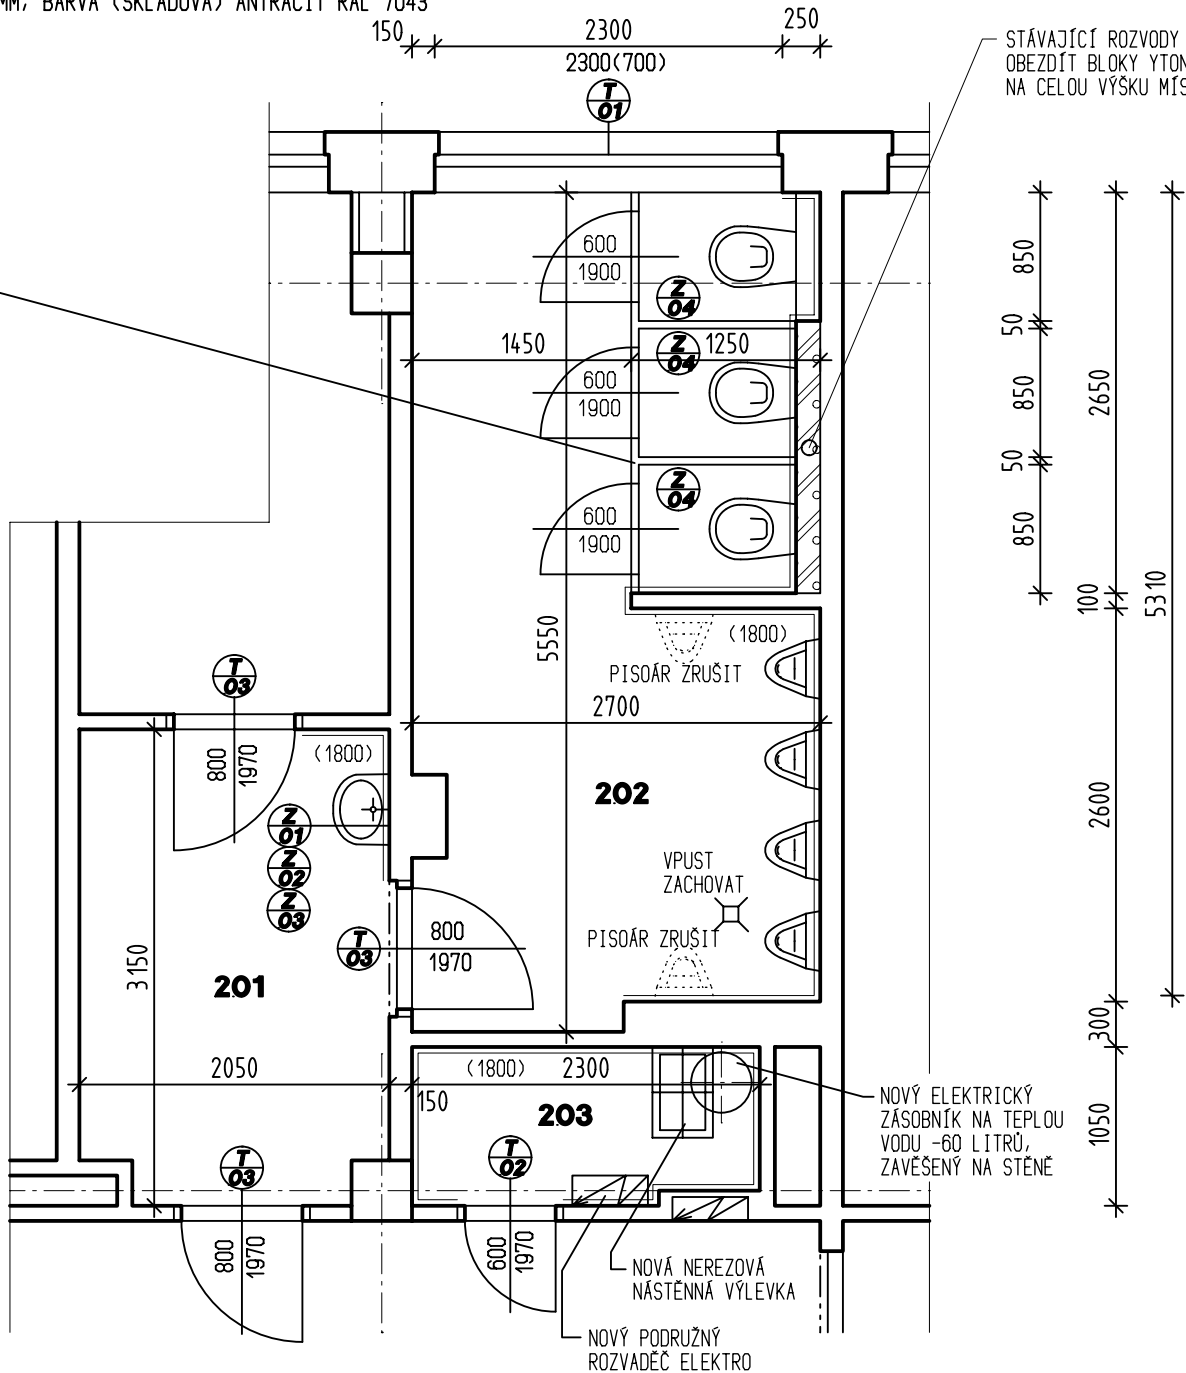 MM, BARVA (SKLADOVÁ) ANTRACIT RAL 7043
150
2300
2300(700)
250
STÁVAJÍCÍ ROZVODY
OBEZDÍT BLOKY
NA CELOU VÝŠKU
T
01
600
1900
Z
04
1450
1250
600
1900
Z
04
600
1900
Z
04
850
50
850
50
850
2650
100
5310
2600
300
1050
5550
(1800)
PISOÁR ZRUŠIT
2700
T
03
800
1970
(1800)
Z
01
Z
02
Z
03
202
VPUST
ZACHOVAT
PISOÁR ZRUŠIT
T
03
800
1970
3150
201
2050
150
(1800)
2300
203
T
02
T
03
800
1970
600
1970
NOVÝ ELEKTRICKÝ
ZÁSOBNÍK NA TEPLOU
VODU -60 LITRŮ,
ZAVĚŠENÝ NA STĚNĚ
NOVÁ NEREZOVÁ
NÁSTĚNNÁ VÝLEVKA
NOVÝ PODRUŽNÝ
ROZVADĚČ ELEKTRO